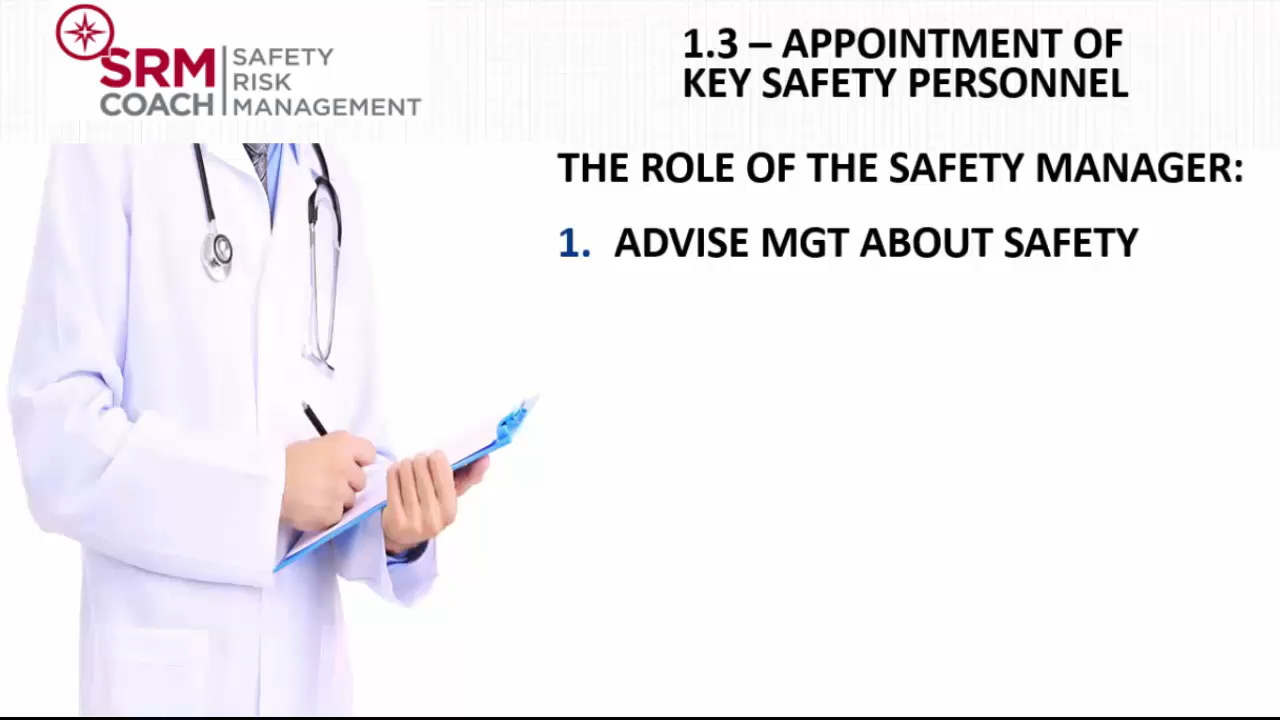 SRM
COACH
SAFETY
RISK
MANAGEMENT
1.3 – APPOINTMENT OF
KEY SAFETY PERSONNEL
THE ROLE OF THE SAFETY MANAGER:
1. ADVISE MGT ABOUT SAFETY